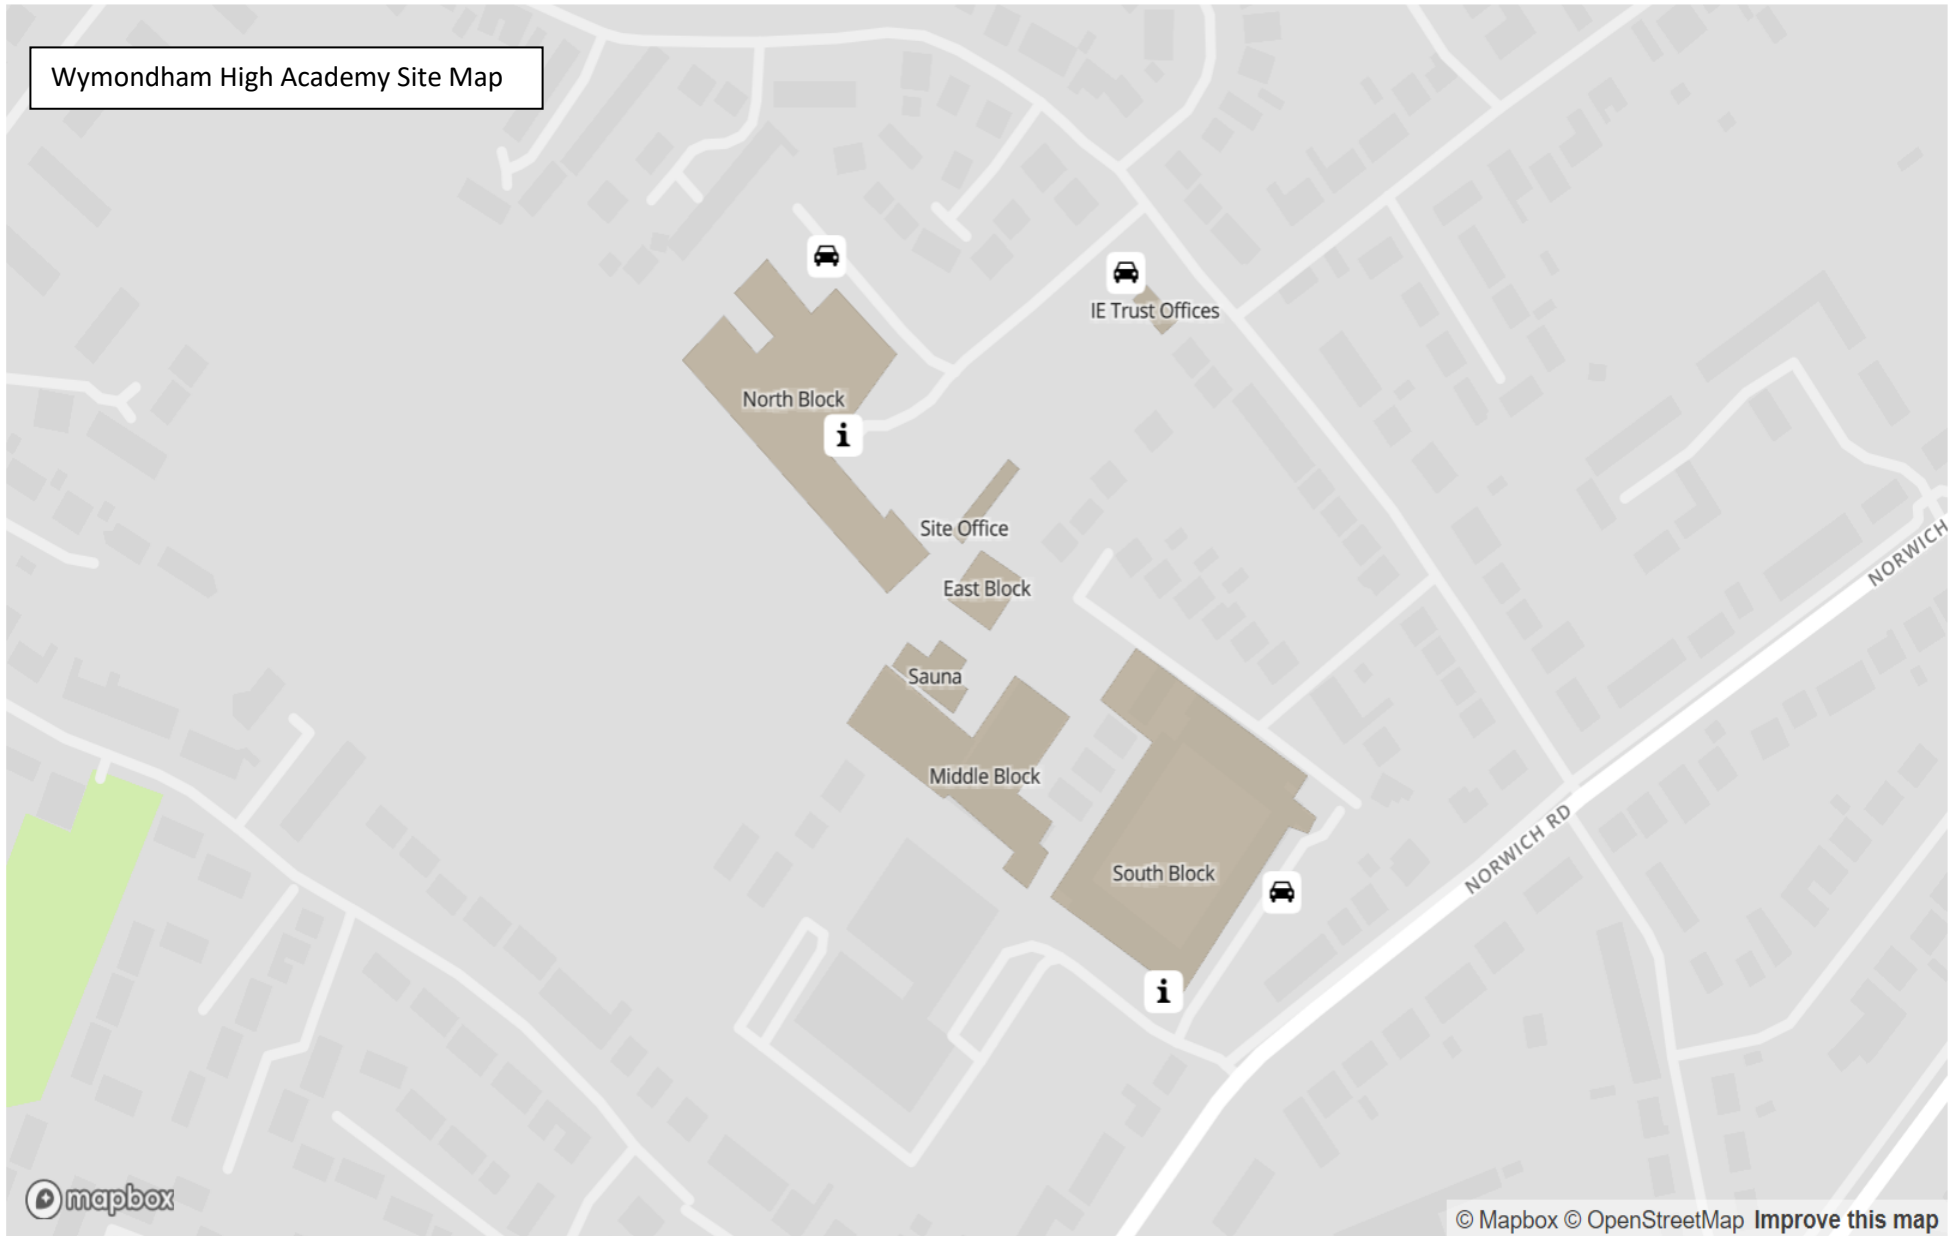 Wymondham High Academy Site Map
IE Trust Offices
North Block
i
Site Office
NORWICH
East Block
Sauna
Middle Block
NORWICH RD
South Block
i
mapbox
© Mapbox © OpenStreetMap Improve this map